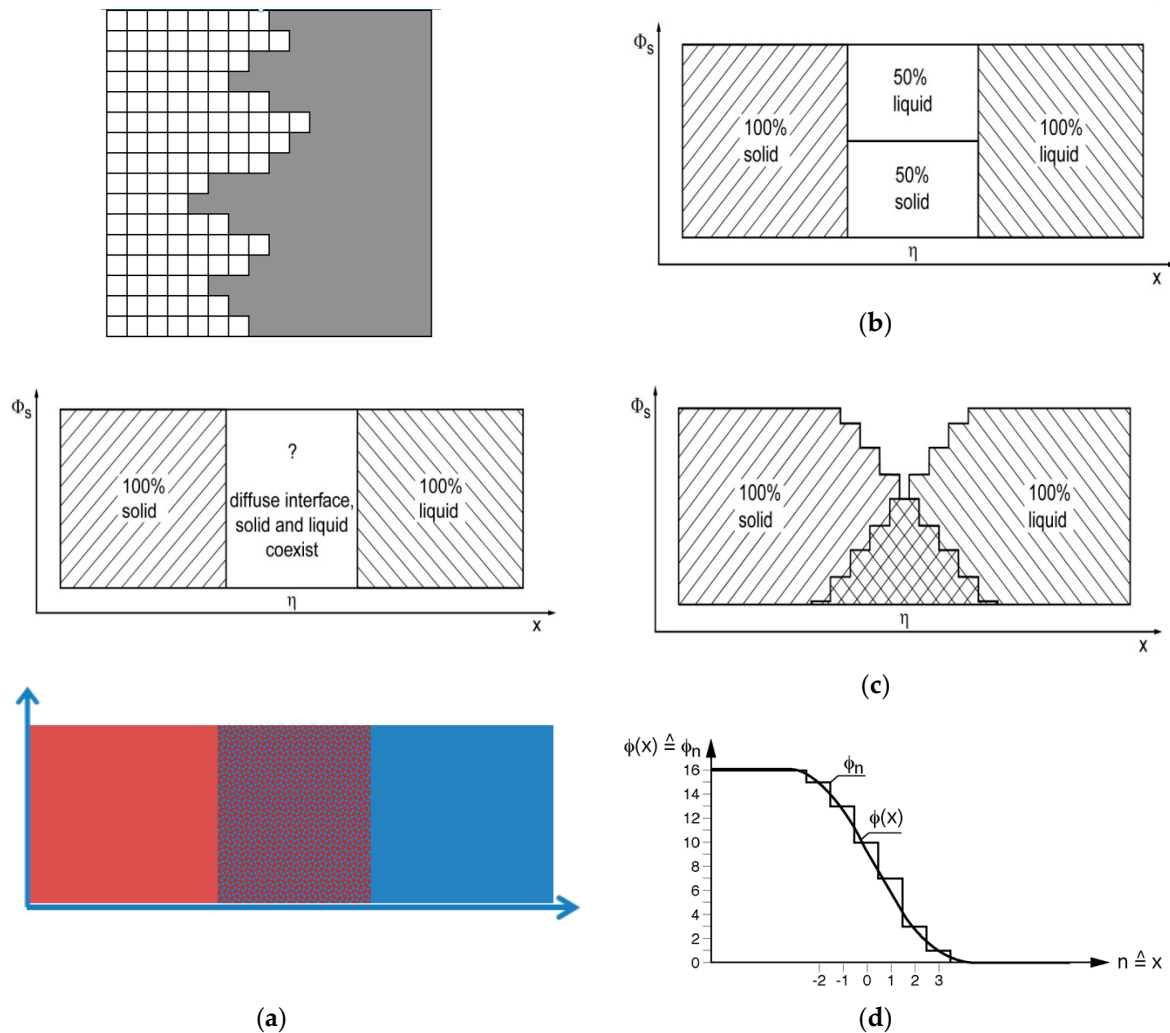 Φs
50%
liquid
100%
solid
100%
liquid
50%
solid
η
x
(b)
Φs
?
100%
solid
diffuse interface,
solid and liquid
coexist
100%
liquid
η
x
Φs
100%
solid
100%
liquid
η
x
(c)
ϕ(x) ≙ ϕn
16
14
12
10
8
6
4
2
0
ϕn
ϕ(x)
-2 -1 0 1 2 3
n ≙ x
(a)
(d)